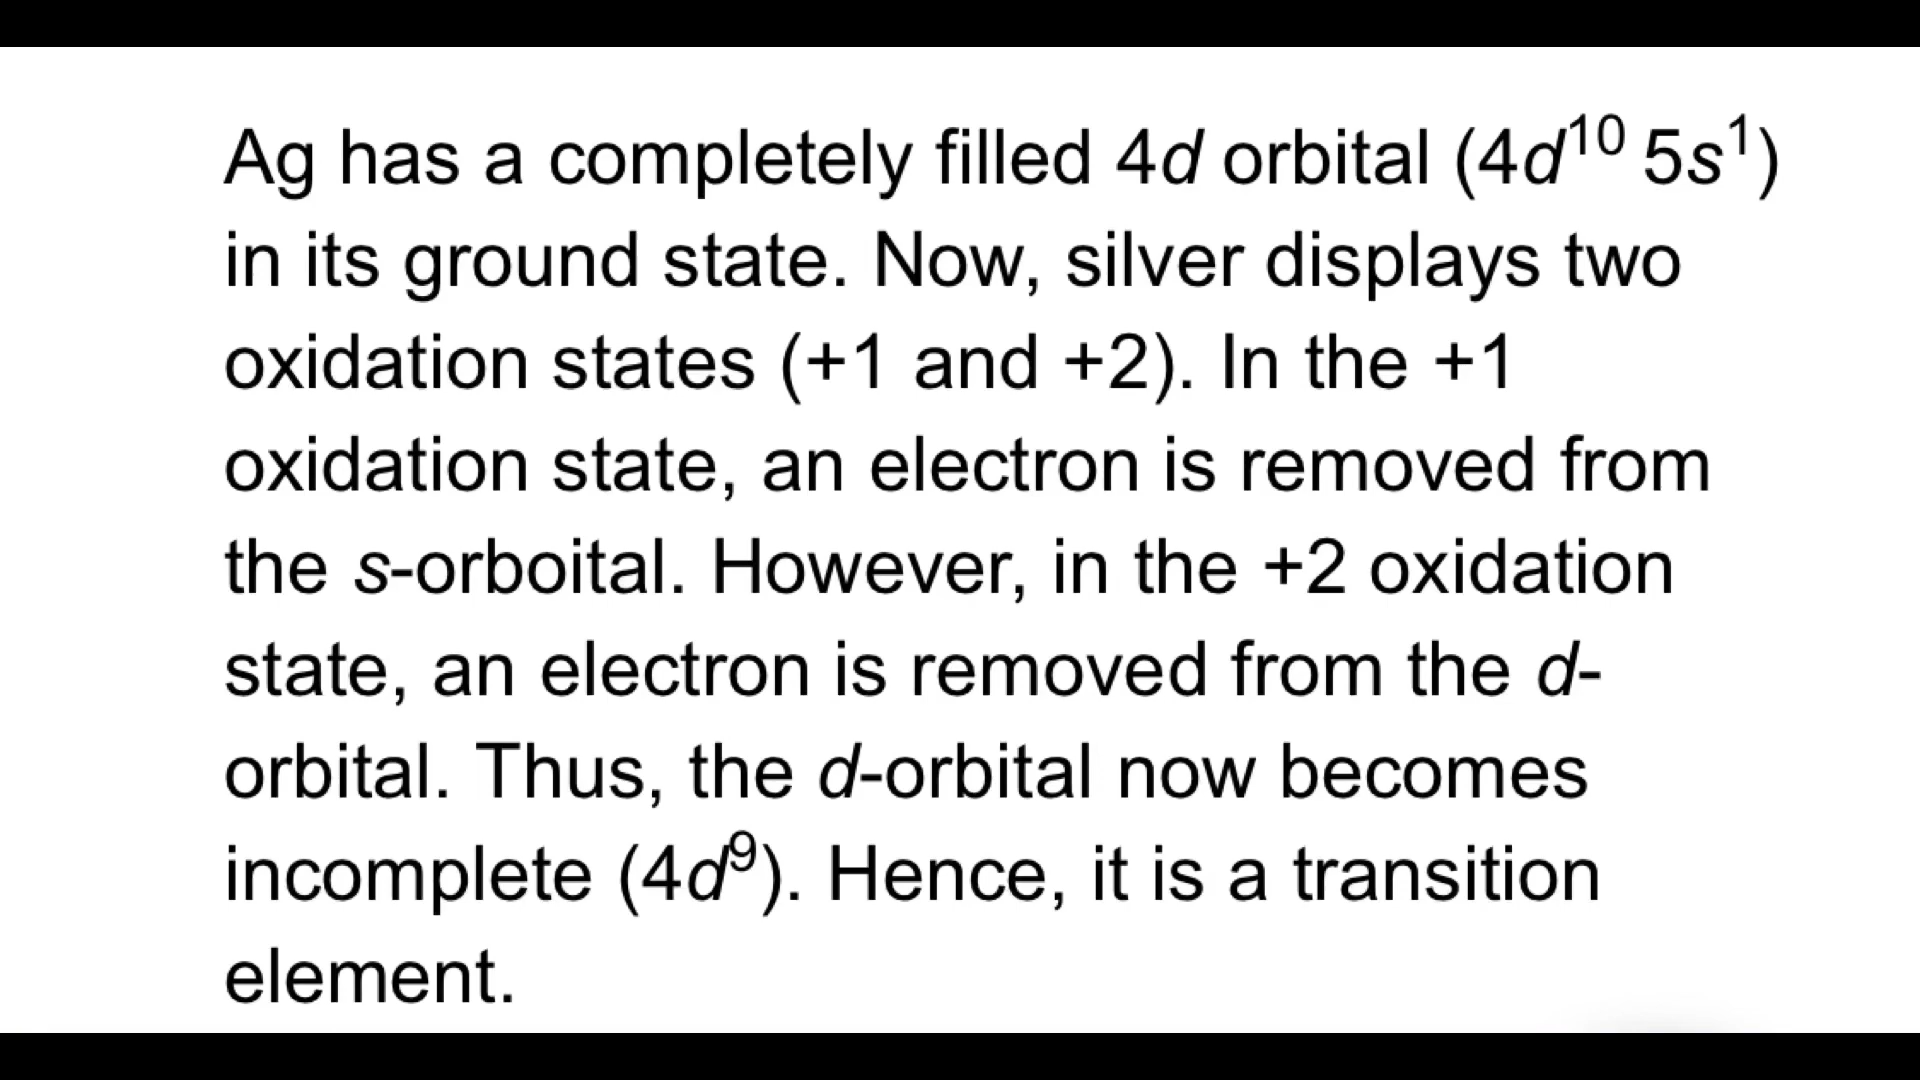 Ag has a completely filled 4d orbital (4d¹⁰ 5s¹)
in its ground state. Now, silver displays two
oxidation states (+1 and +2). In the +1
oxidation state, an electron is removed from
the s-orboital. However, in the +2 oxidation
state, an electron is removed from the d-
orbital. Thus, the d-orbital now becomes
incomplete (4d⁹). Hence, it is a transition
element.